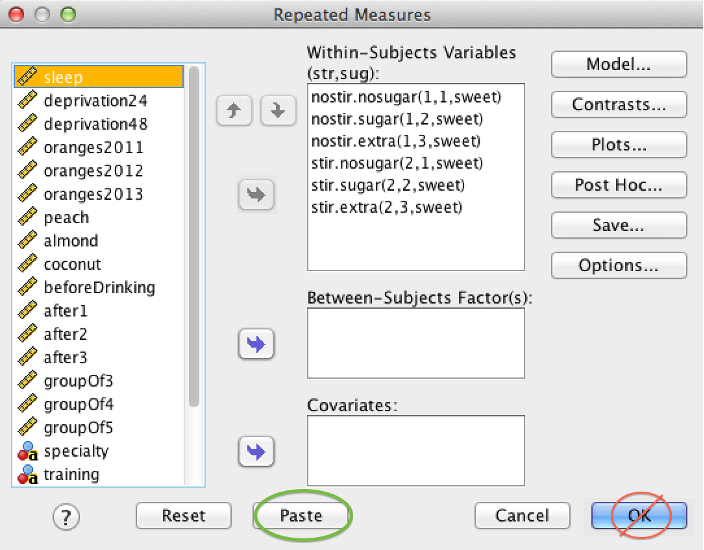 Repeated Measures
sleep
deprivation24
deprivation48
oranges2011
oranges2012
oranges2013
peach
almond
coconut
beforeDrinking
after1
after2
after3
groupOf3
groupOf4
groupOf5
specialty
training
Within-Subjects Variables
(str,sug):
nostir.nosugar(1,1,sweet)
nostir.sugar(1,2,sweet)
nostir.extra(1,3,sweet)
stir.nosugar(2,1,sweet)
stir.sugar(2,2,sweet)
stir.extra(2,3,sweet)
Between-Subjects Factor(s):
Covariates:
Model...
Contrasts...
Plots...
Post Hoc...
Save...
Options...
? Reset Paste Cancel OK